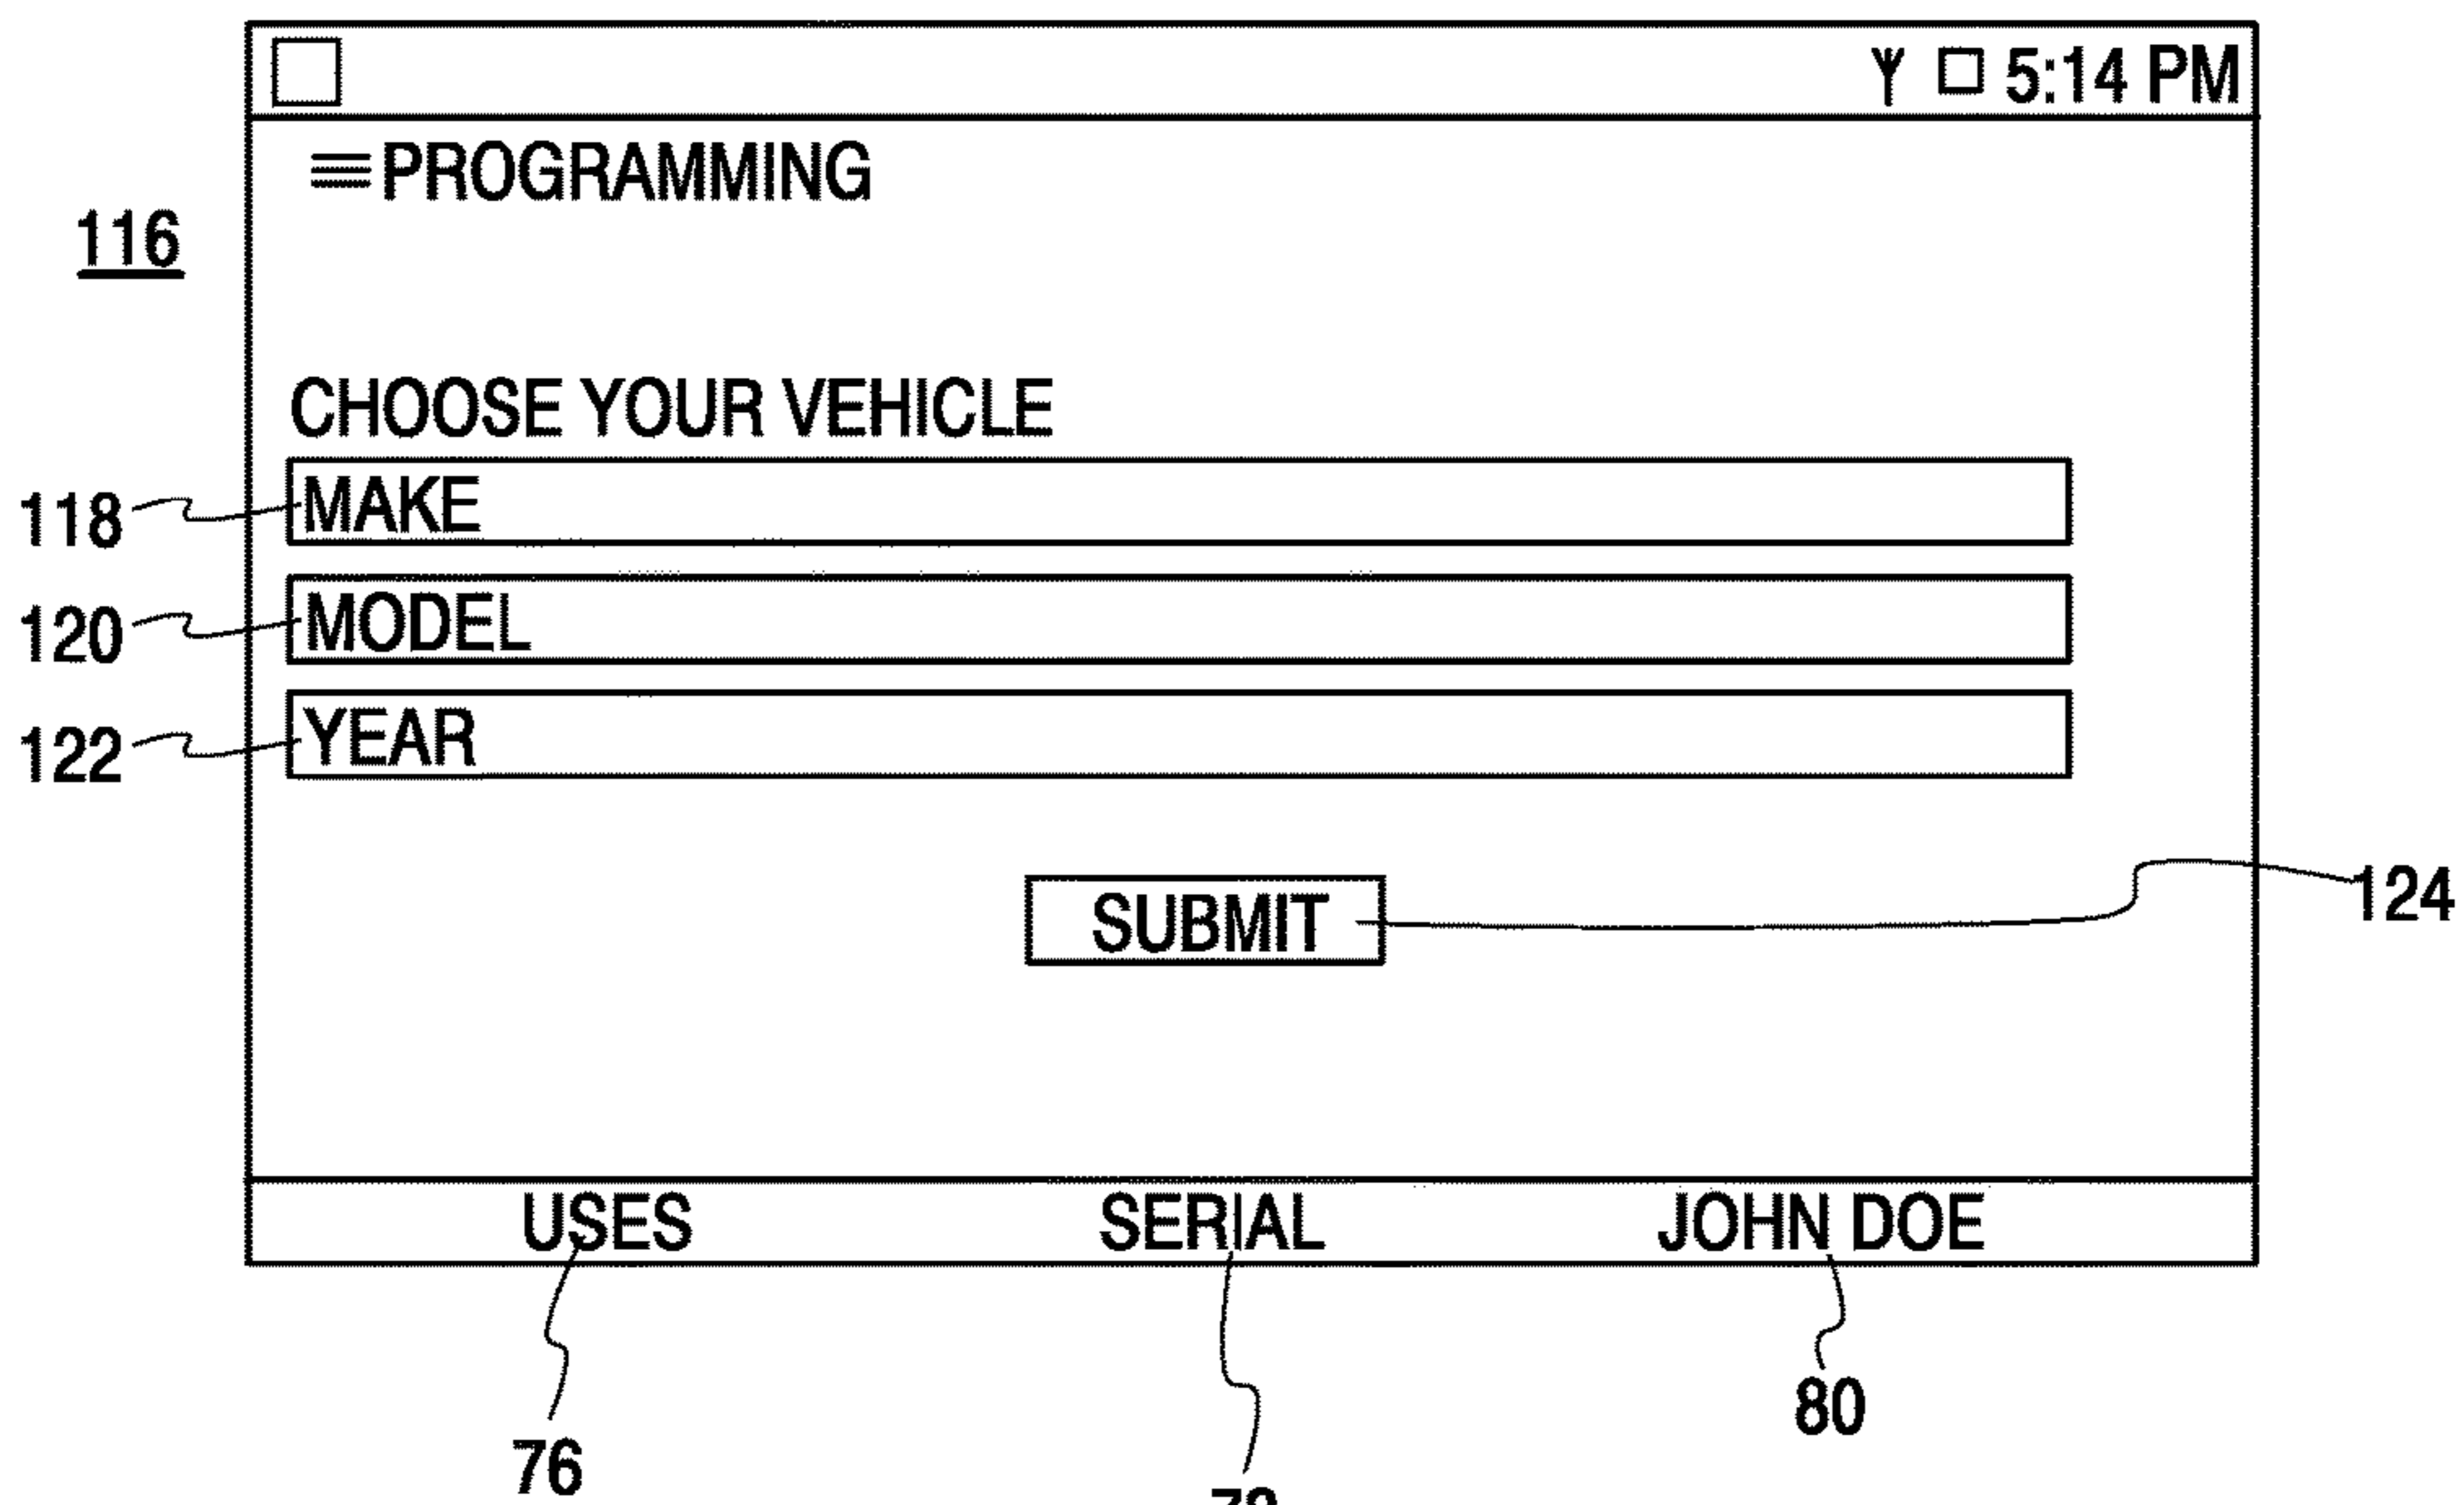 5:14 PM
PROGRAMMING
116
CHOOSE YOUR VEHICLE
118 MAKE
120 MODEL
122 YEAR
SUBMIT 124
USES SERIAL JOHN DOE
80
76